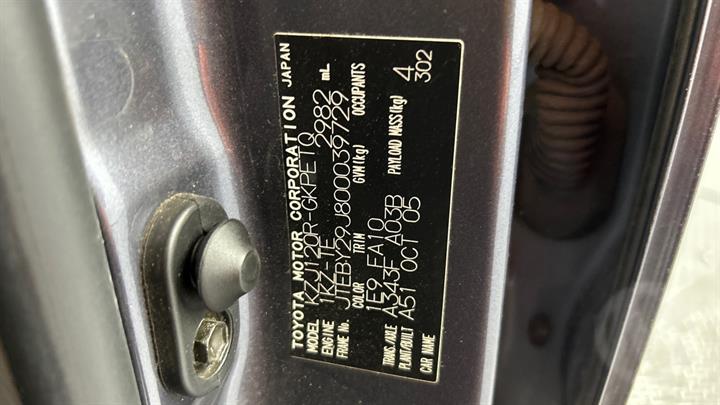 TOYOTA MOTOR CORPORATION JAPAN
MODEL KZJ120R-GKPETQ
ENGINE 1KZ-TE 2982 mL
FRAME No. JTEBY29J800039729
COLOR TRIM GVM(kg) OCCUPANTS
1E9 FA10 4
TRANS./AXLE A343F A03B PAYLOAD MASS(kg) 302
PLANT/BUILT A51 OCT 05
CAR NAME